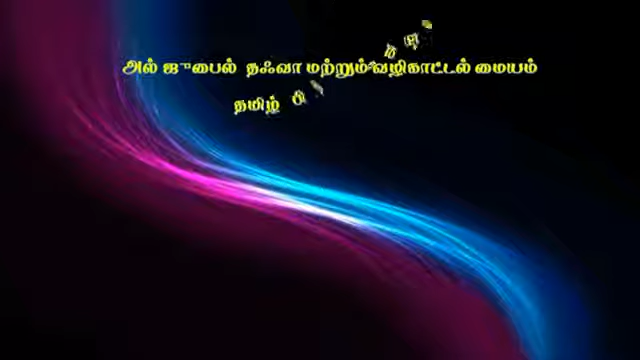 அல் ஜுபைல் தஃவா மற்றும் வழிகாட்டல் மையம்
தமிழ்